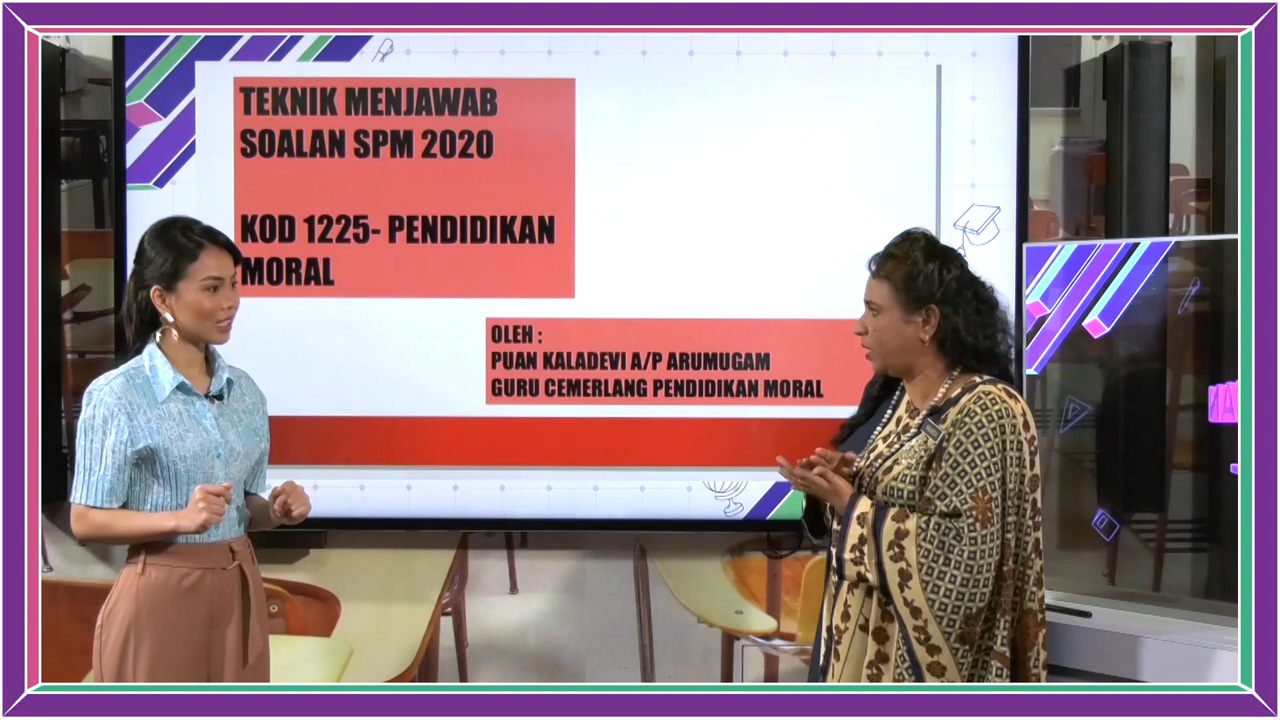 TEKNIK MENJAWAB
SOALAN SPM 2020
KOD 1225- PENDIDIKAN
MORAL
OLEH :
PUAN KALADEVI A/P ARUMUGAM
GURU CEMERLANG PENDIDIKAN MORAL